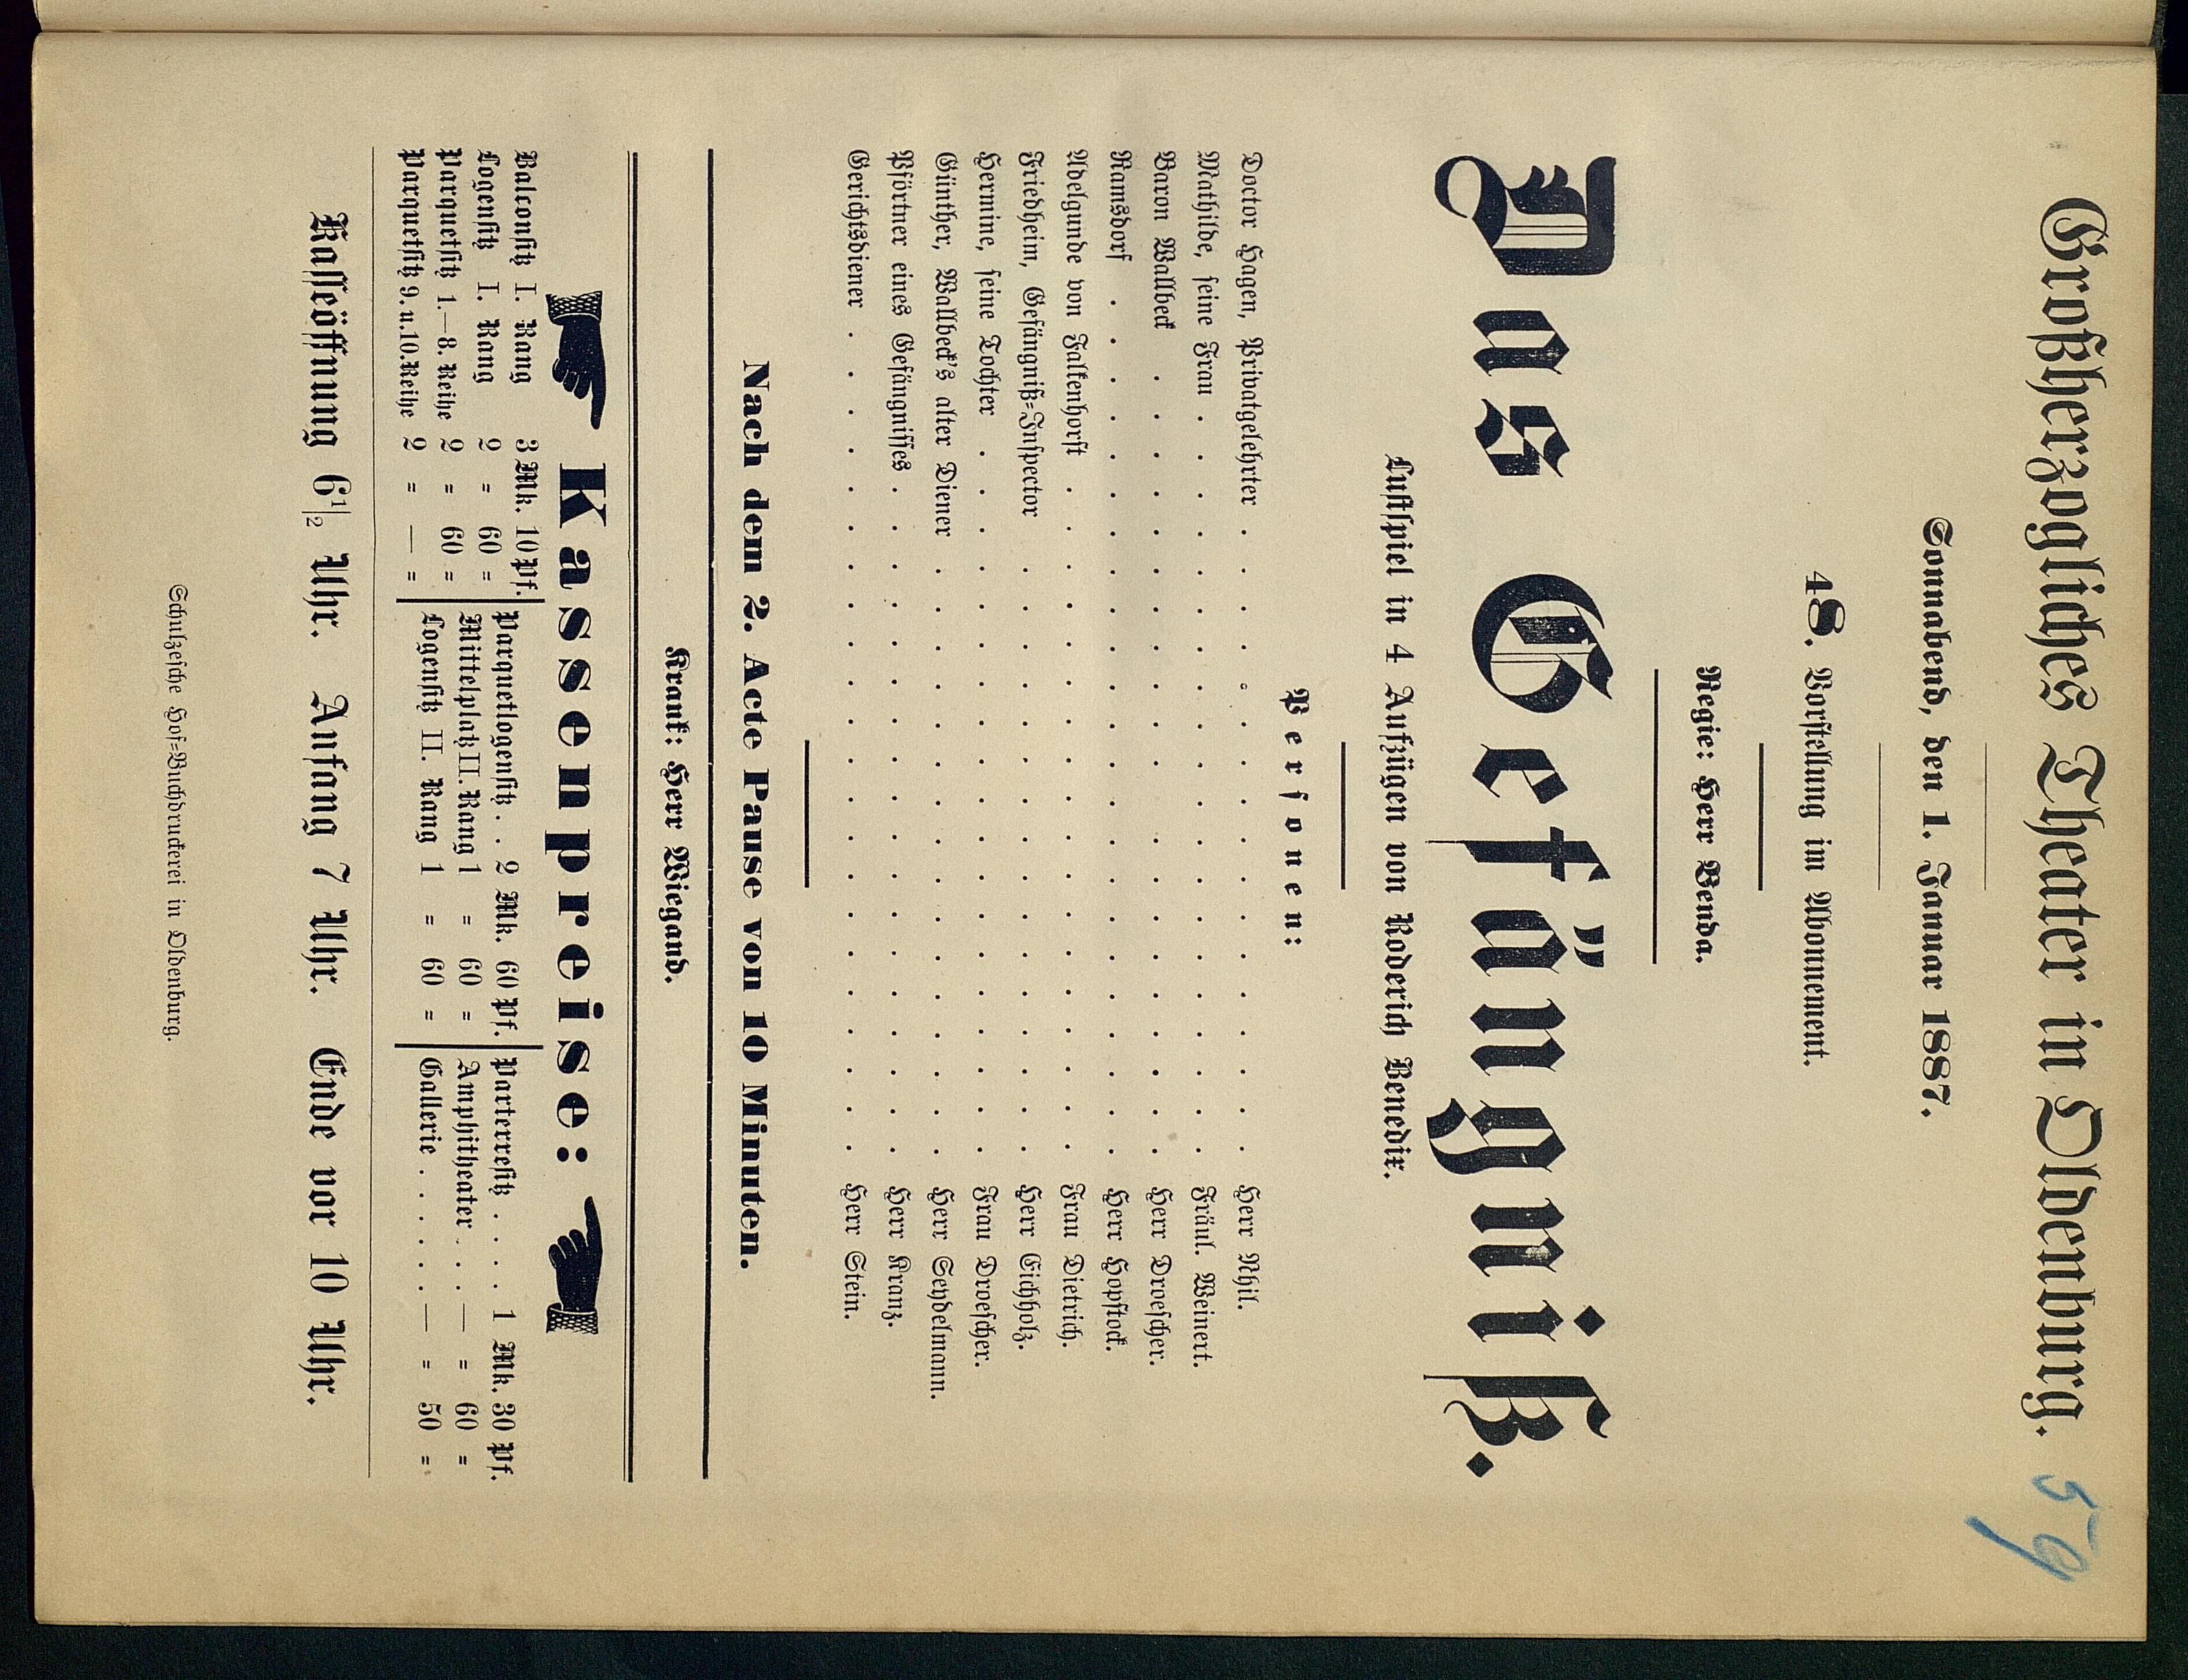 Großherzogliches Theater in Oldenburg.
59
Sonnabend, den 1. Januar 1887.
48. Vorstellung im Abonnement.
Regie: Herr Benda.
Das Gefängniß.
Lustspiel in 4 Aufzügen von Roderich Benedix.
Personen:
Doctor Hagen, Privatgelehrter . . . . . . . . . . . . . . . . . Herr Rhil.
Mathilde, seine Frau . . . . . . . . . . . . . . . . . . . . Fräul. Weinert.
Baron Wallbeck . . . . . . . . . . . . . . . . . . . . . Herr Droescher.
Ramsdorf . . . . . . . . . . . . . . . . . . . . . . . Herr Hopstock.
Adelgunde von Falkenhorst . . . . . . . . . . . . . . . . . . Frau Dietrich.
Friedheim, Gefängniß=Inspector . . . . . . . . . . . . . . . . Herr Eichholz.
Hermine, seine Tochter . . . . . . . . . . . . . . . . . . . Frau Droescher.
Günther, Wallbeck's alter Diener . . . . . . . . . . . . . . . . Herr Seydelmann.
Pförtner eines Gefängnisses . . . . . . . . . . . . . . . . . . Herr Kranz.
Gerichtsdiener . . . . . . . . . . . . . . . . . . . . . . Herr Stein.
Nach dem 2. Acte Pause von 10 Minuten.
Krank: Herr Wiegand.
Kassenpreise:
Balconsitz I. Rang 3 Mk. 10 Pf.
Logensitz I. Rang 2 = 60 =
Parquetsitz 1.—8. Reihe 2 = 60 =
Parquetsitz 9. u. 10. Reihe 2 = — =
Parquetlogensitz . . 2 Mk. 60 Pf.
Mittelplatz II. Rang 1 = 60 =
Logensitz II. Rang 1 = 60 =
Parterresitz . . . . 1 Mk. 30 Pf.
Amphitheater . . . — = 60 =
Gallerie . . . . . — = 50 =
Kasseöffnung 6 1/2 Uhr. Anfang 7 Uhr. Ende vor 10 Uhr.
Schulzesche Hof=Buchdruckerei in Oldenburg.